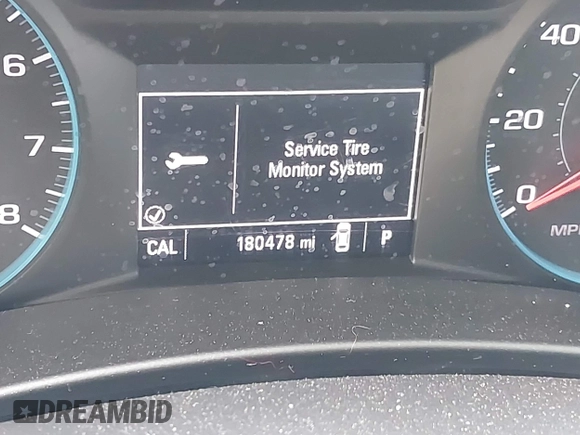 6
7
8
Service Tire
Monitor System
CAL 180478 mi P
40
20
0
DREAMBID